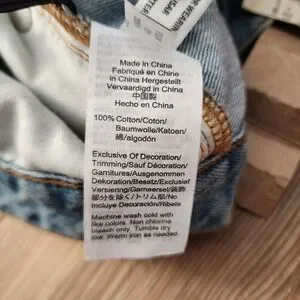 Made in China
Fabriqué en Chine
in China Hergestellt
Vervaardigd in China
中国製
Hecho en China
100% Cotton/Coton/
Baumwolle/Katoen/
綿/algodón
Exclusive Of Decoration/
Trimming/Sauf Décoration/
Garnitures/Ausgenommen
Dekoration/Besatz/Exclusief
Versiering/Garneersel/装飾
部分を除く/トリム部/No
Incluye Decoración/Ribete
Machine wash cold with
like colors. Non chlorine
bleach only. Tumble dry
low. Warm iron as needed.
WEARING